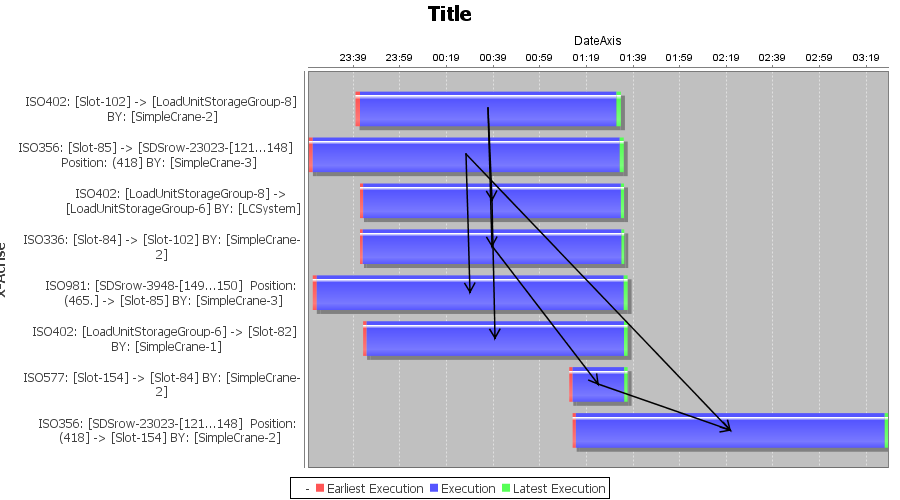 Title
DateAxis
23:39 23:59 00:19 00:39 00:59 01:19 01:39 01:59 02:19 02:39 02:59 03:19
ISO402: [Slot-102] -> [LoadUnitStorageGroup-8]
BY: [SimpleCrane-2]
ISO356: [Slot-85] -> [SDSrow-23023-[121...148]
Position: (418] BY: [SimpleCrane-3]
ISO402: [LoadUnitStorageGroup-8] ->
[LoadUnitStorageGroup-6] BY: [LCSystem]
ISO336: [Slot-84] -> [Slot-102] BY: [SimpleCrane-
2]
ISO981: [SDSrow-3948-[149...150] Position:
(465.] -> [Slot-85] BY: [SimpleCrane-3]
ISO402: [LoadUnitStorageGroup-6] -> [Slot-82]
BY: [SimpleCrane-1]
ISO577: [Slot-154] -> [Slot-84] BY: [SimpleCrane-
2]
ISO356: [SDSrow-23023-[121...148] Position:
(418] -> [Slot-154] BY: [SimpleCrane-2]
- Earliest Execution Execution Latest Execution